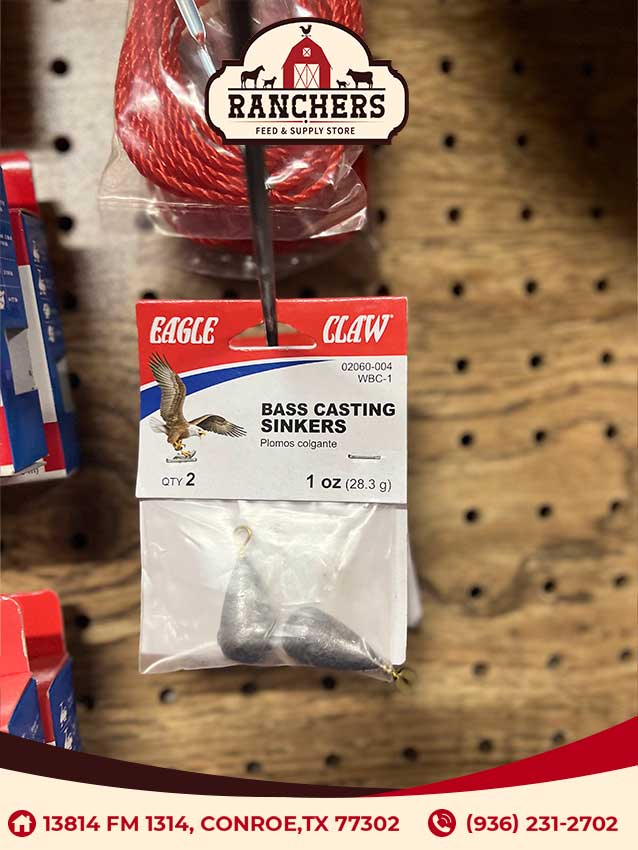 RANCHERS
FEED & SUPPLY STORE
EAGLE CLAW
02060-004
WBC-1
BASS CASTING
SINKERS
Plomos colgante
QTY 2
1 oz (28.3 g)
13814 FM 1314, CONROE,TX 77302
(936) 231-2702